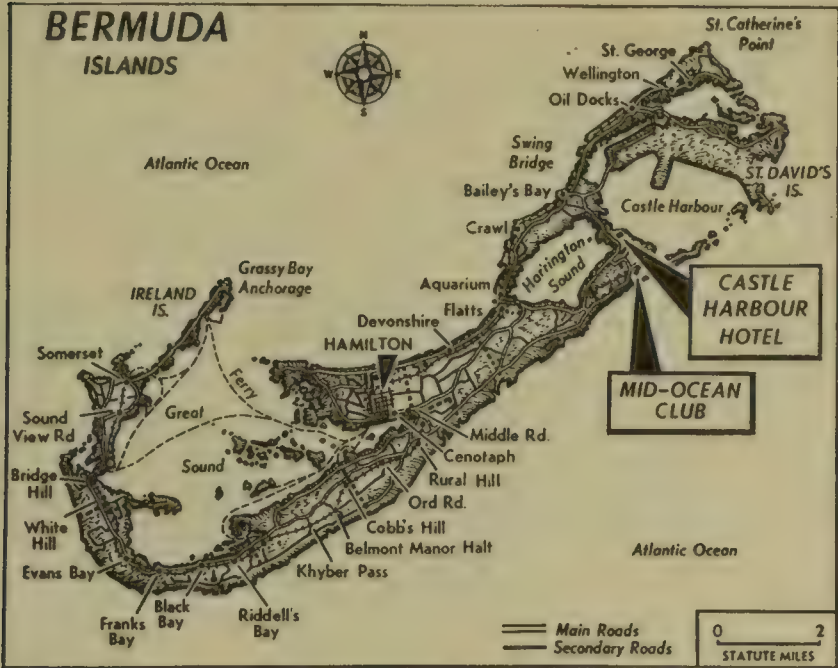 BERMUDA
ISLANDS
N
W
E
S
Atlantic Ocean
St. Catherine's
Point
St. George
Wellington
Oil Docks
Swing
Bridge
ST. DAVID'S
IS.
Bailey's Bay
Castle Harbour
Crawl
Harrington
Sound
Aquarium
Flatts
CASTLE
HARBOUR
HOTEL
MID-OCEAN
CLUB
Grassy Bay
Anchorage
IRELAND
IS.
Devonshire
HAMILTON
Somerset
Ferry
Great
Sound
View Rd
Sound
Middle Rd.
Cenotaph
Rural Hill
Ord Rd.
Cobb's Hill
Belmont Manor Halt
Khyber Pass
Bridge
Hill
White
Hill
Evans Bay
Franks
Bay
Black
Bay
Riddell's
Bay
Atlantic Ocean
Main Roads
Secondary Roads
0 2
STATUTE MILES